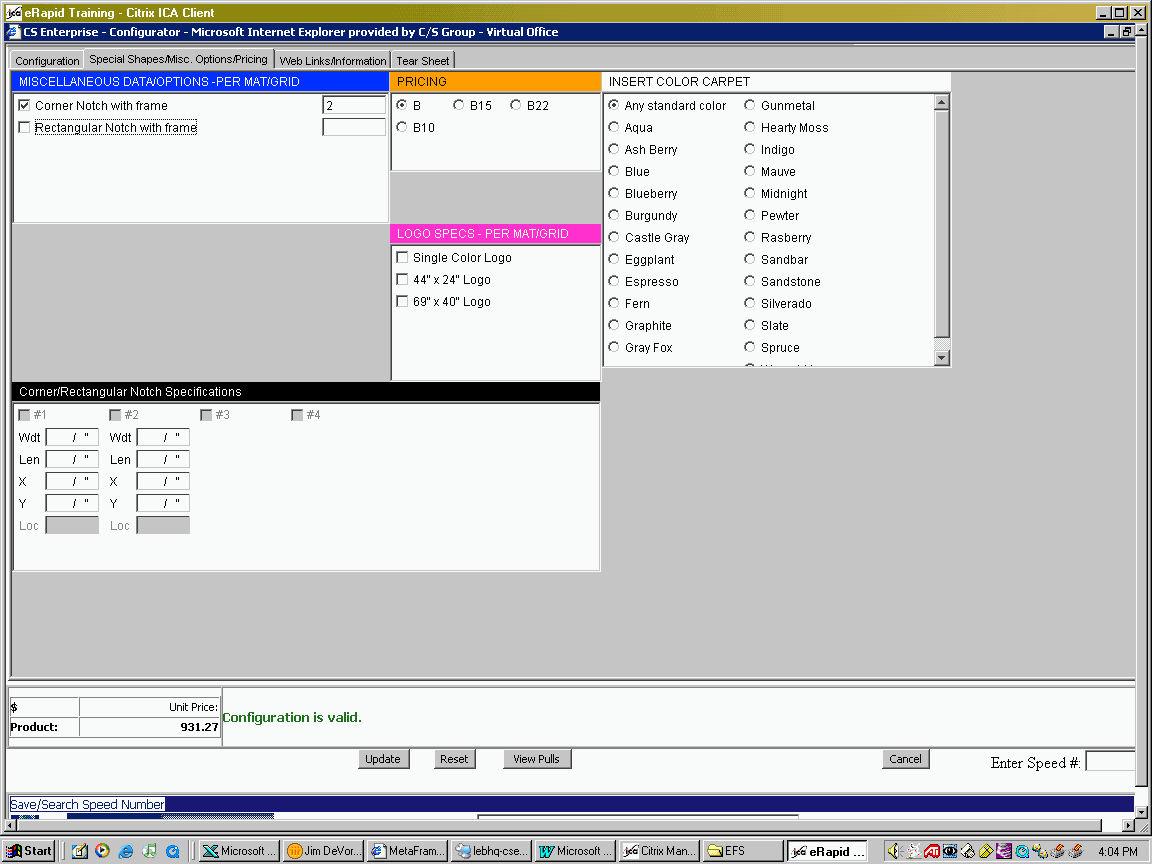 eRapid Training - Citrix ICA Client
CS Enterprise - Configurator - Microsoft Internet Explorer provided by C/S Group - Virtual Office
Configuration Special Shapes/Misc. Options/Pricing Web Links/Information Tear Sheet
MISCELLANEOUS DATA/OPTIONS -PER MAT/GRID
Corner Notch with frame 2
Rectangular Notch with frame
PRICING
B B15 B22
B10
LOGO SPECS - PER MAT/GRID
Single Color Logo
44" x 24" Logo
69" x 40" Logo
INSERT COLOR CARPET
Any standard color Gunmetal
Aqua Hearty Moss
Ash Berry Indigo
Blue Mauve
Blueberry Midnight
Burgundy Pewter
Castle Gray Rasberry
Eggplant Sandbar
Espresso Sandstone
Fern Silverado
Graphite Slate
Gray Fox Spruce
Corner/Rectangular Notch Specifications
#1 #2 #3 #4
Wdt / " Wdt / "
Len / " Len / "
X / " X / "
Y / " Y / "
Loc Loc
$ Unit Price:
Product: 931.27
Configuration is valid.
Update Reset View Pulls Cancel Enter Speed #:
Save/Search Speed Number
Start Microsoft ... Jim DeVor... MetaFram... lebhq-cse... Microsoft ... Citrix Man... EFS eRapid ... 4:04 PM